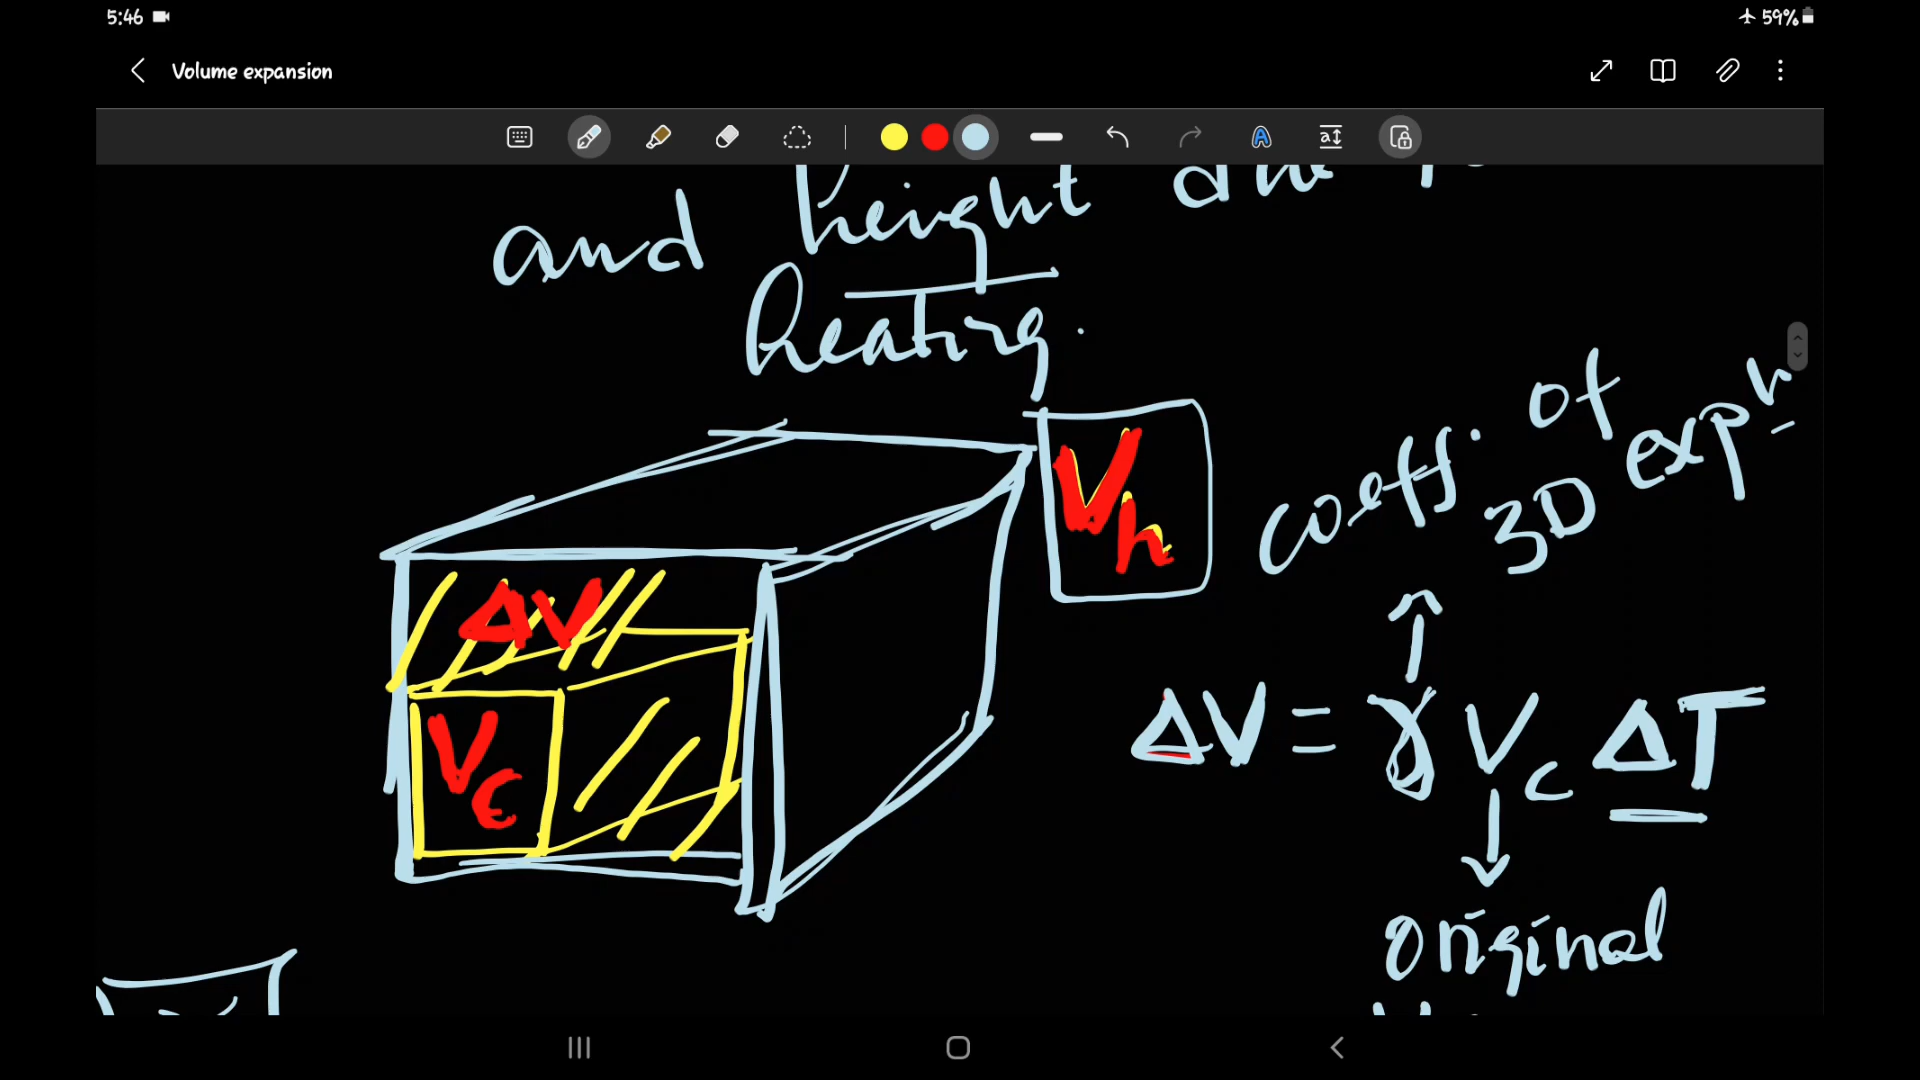 5:46
59%
Volume expansion
and height due
heating.
coeff. of
3D expn
Vh
ΔV
Vc
ΔV = γ Vc ΔT
original